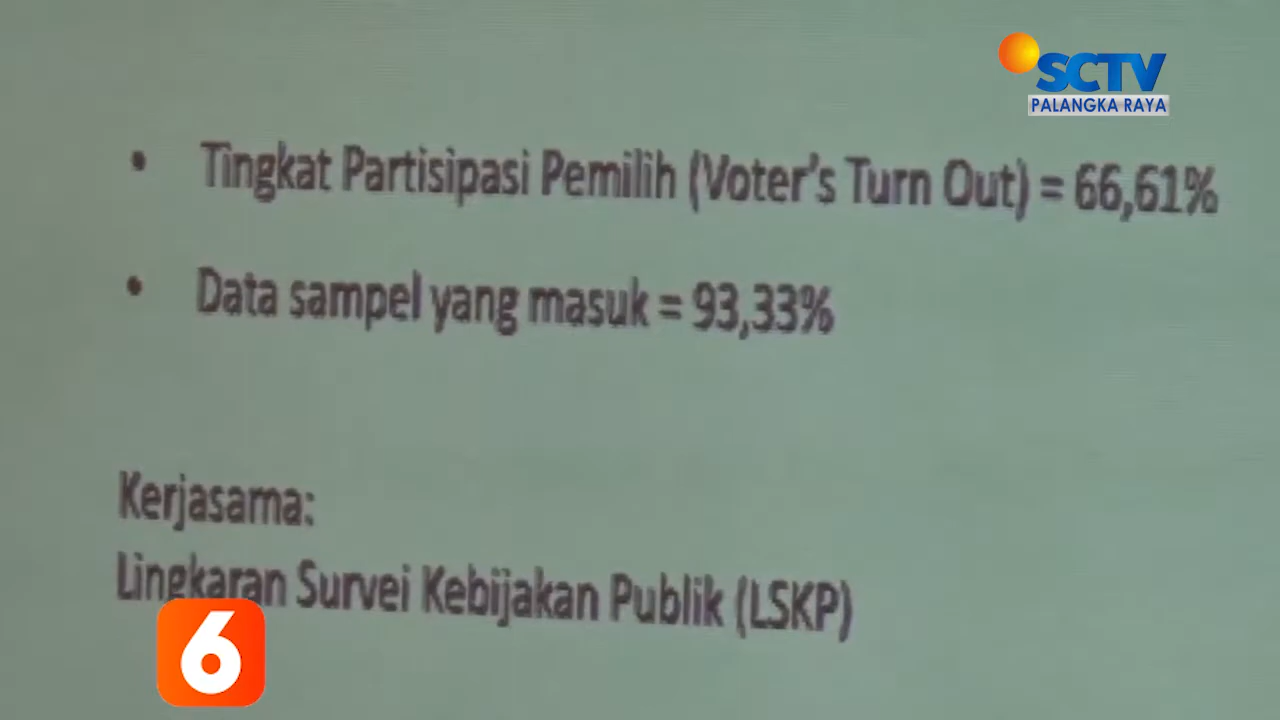 SCTV
PALANGKA RAYA
• Tingkat Partisipasi Pemilih (Voter's Turn Out) = 66,61%
• Data sampel yang masuk = 93,33%
Kerjasama:
Lingkaran Survei Kebijakan Publik (LSKP)
6